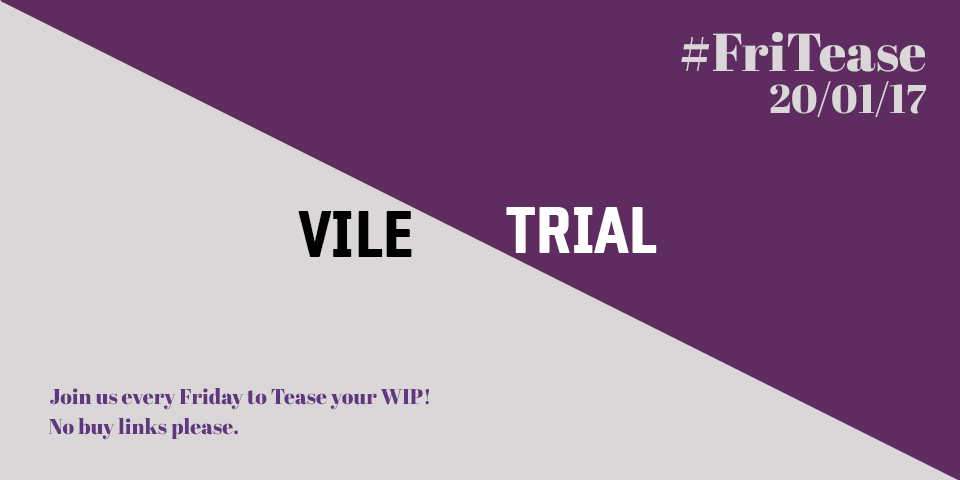 #FriTease
20/01/17
VILE TRIAL
Join us every Friday to Tease your WIP!
No buy links please.